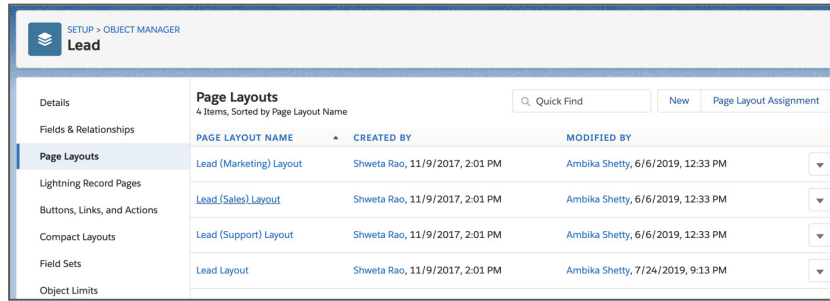 SETUP > OBJECT MANAGER
Lead
Details
Fields & Relationships
Page Layouts
Lightning Record Pages
Buttons, Links, and Actions
Compact Layouts
Field Sets
Object Limits
Page Layouts
4 Items, Sorted by Page Layout Name
Quick Find
New
Page Layout Assignment
PAGE LAYOUT NAME CREATED BY MODIFIED BY
Lead (Marketing) Layout Shweta Rao, 11/9/2017, 2:01 PM Ambika Shetty, 6/6/2019, 12:33 PM
Lead (Sales) Layout Shweta Rao, 11/9/2017, 2:01 PM Ambika Shetty, 6/6/2019, 12:33 PM
Lead (Support) Layout Shweta Rao, 11/9/2017, 2:01 PM Ambika Shetty, 6/6/2019, 12:33 PM
Lead Layout Shweta Rao, 11/9/2017, 2:01 PM Ambika Shetty, 7/24/2019, 9:13 PM